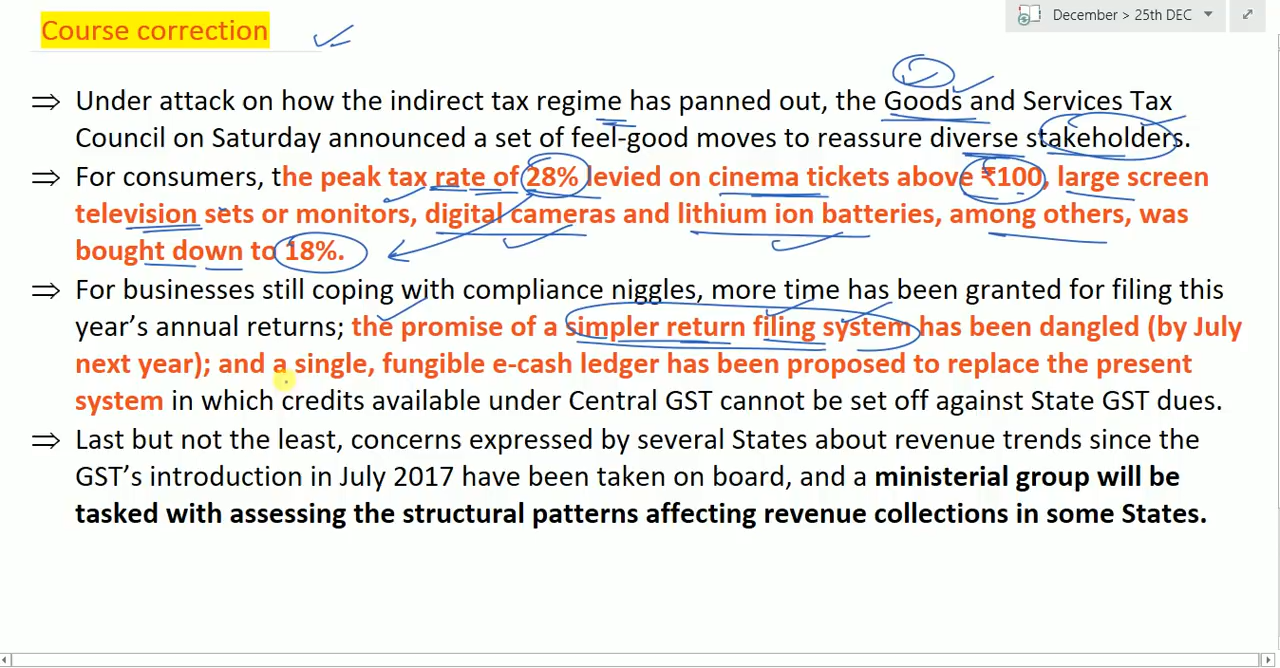 Course correction
December > 25th DEC
⇒ Under attack on how the indirect tax regime has panned out, the Goods and Services Tax
Council on Saturday announced a set of feel-good moves to reassure diverse stakeholders.
⇒ For consumers, the peak tax rate of 28% levied on cinema tickets above ₹100, large screen
television sets or monitors, digital cameras and lithium ion batteries, among others, was
bought down to 18%.
⇒ For businesses still coping with compliance niggles, more time has been granted for filing this
year’s annual returns; the promise of a simpler return filing system has been dangled (by July
next year); and a single, fungible e-cash ledger has been proposed to replace the present
system in which credits available under Central GST cannot be set off against State GST dues.
⇒ Last but not the least, concerns expressed by several States about revenue trends since the
GST’s introduction in July 2017 have been taken on board, and a ministerial group will be
tasked with assessing the structural patterns affecting revenue collections in some States.